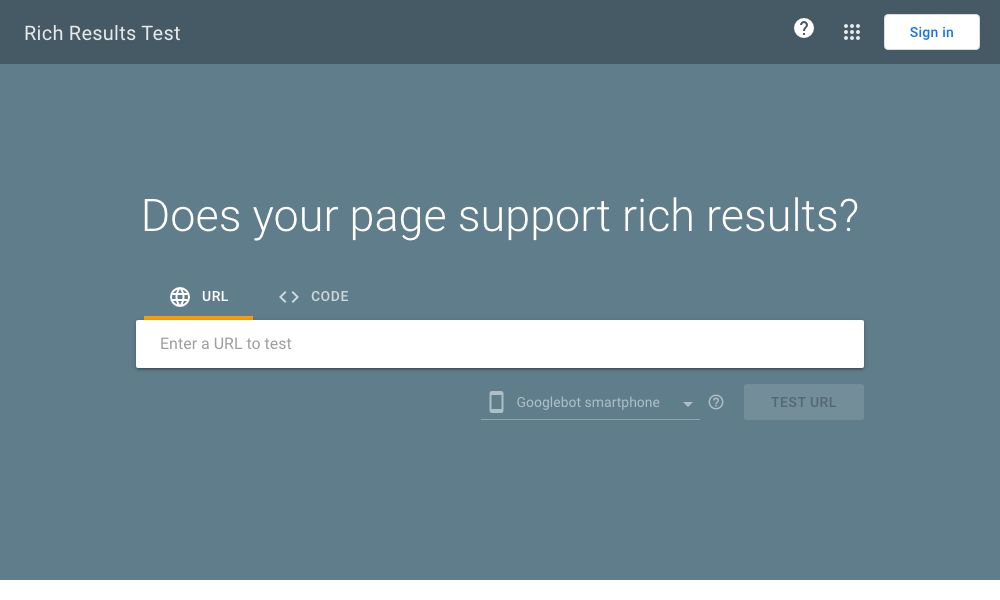 Rich Results Test
Sign in
Does your page support rich results?
URL
CODE
Enter a URL to test
Googlebot smartphone
TEST URL